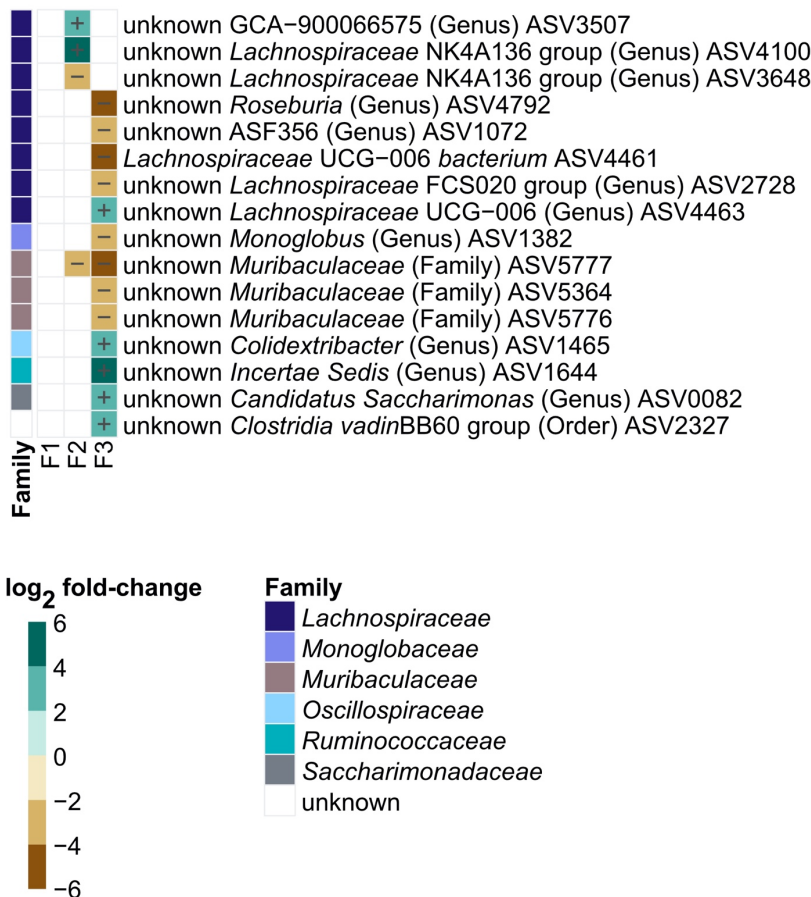 + unknown GCA−900066575 (Genus) ASV3507
+ unknown Lachnospiraceae NK4A136 group (Genus) ASV4100
− unknown Lachnospiraceae NK4A136 group (Genus) ASV3648
− unknown Roseburia (Genus) ASV4792
− unknown ASF356 (Genus) ASV1072
− Lachnospiraceae UCG−006 bacterium ASV4461
− unknown Lachnospiraceae FCS020 group (Genus) ASV2728
+ unknown Lachnospiraceae UCG−006 (Genus) ASV4463
− unknown Monoglobus (Genus) ASV1382
− − unknown Muribaculaceae (Family) ASV5777
− unknown Muribaculaceae (Family) ASV5364
− unknown Muribaculaceae (Family) ASV5776
+ unknown Colidextribacter (Genus) ASV1465
+ unknown Incertae Sedis (Genus) ASV1644
+ unknown Candidatus Saccharimonas (Genus) ASV0082
+ unknown Clostridia vadinBB60 group (Order) ASV2327
Family F1 F2 F3
log2 fold-change
6
4
2
0
−2
−4
−6
Family
Lachnospiraceae
Monoglobaceae
Muribaculaceae
Oscillospiraceae
Ruminococcaceae
Saccharimonadaceae
unknown